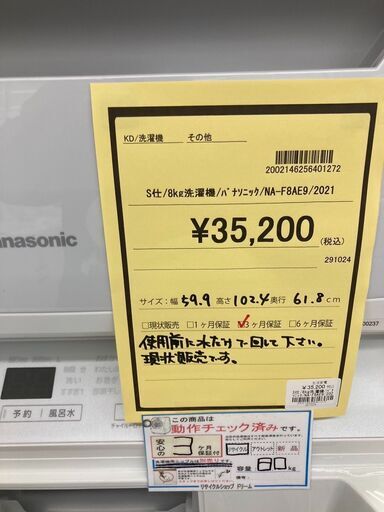 KD/洗濯機 その他
2002146256401272
S仕/8kg洗濯機/パナソニック/NA-F8AE9/2021
¥35,200
(税込)
291024
サイズ:幅 59.9 高さ 102.4 奥行 61.8 cm
□現状販売 □1ヶ月保証 ☑3ヶ月保証 □6ヶ月保証
使用前に水だけで回して下さい。
現状販売です。
anasonic
00237
¥35,200
予約 風呂水
この商品は
動作チェック済みです。
安心の 3 ヶ月保証付
リサイクル アウトレット 新品
容量 80 kg
リサイクルショップ ドリーム